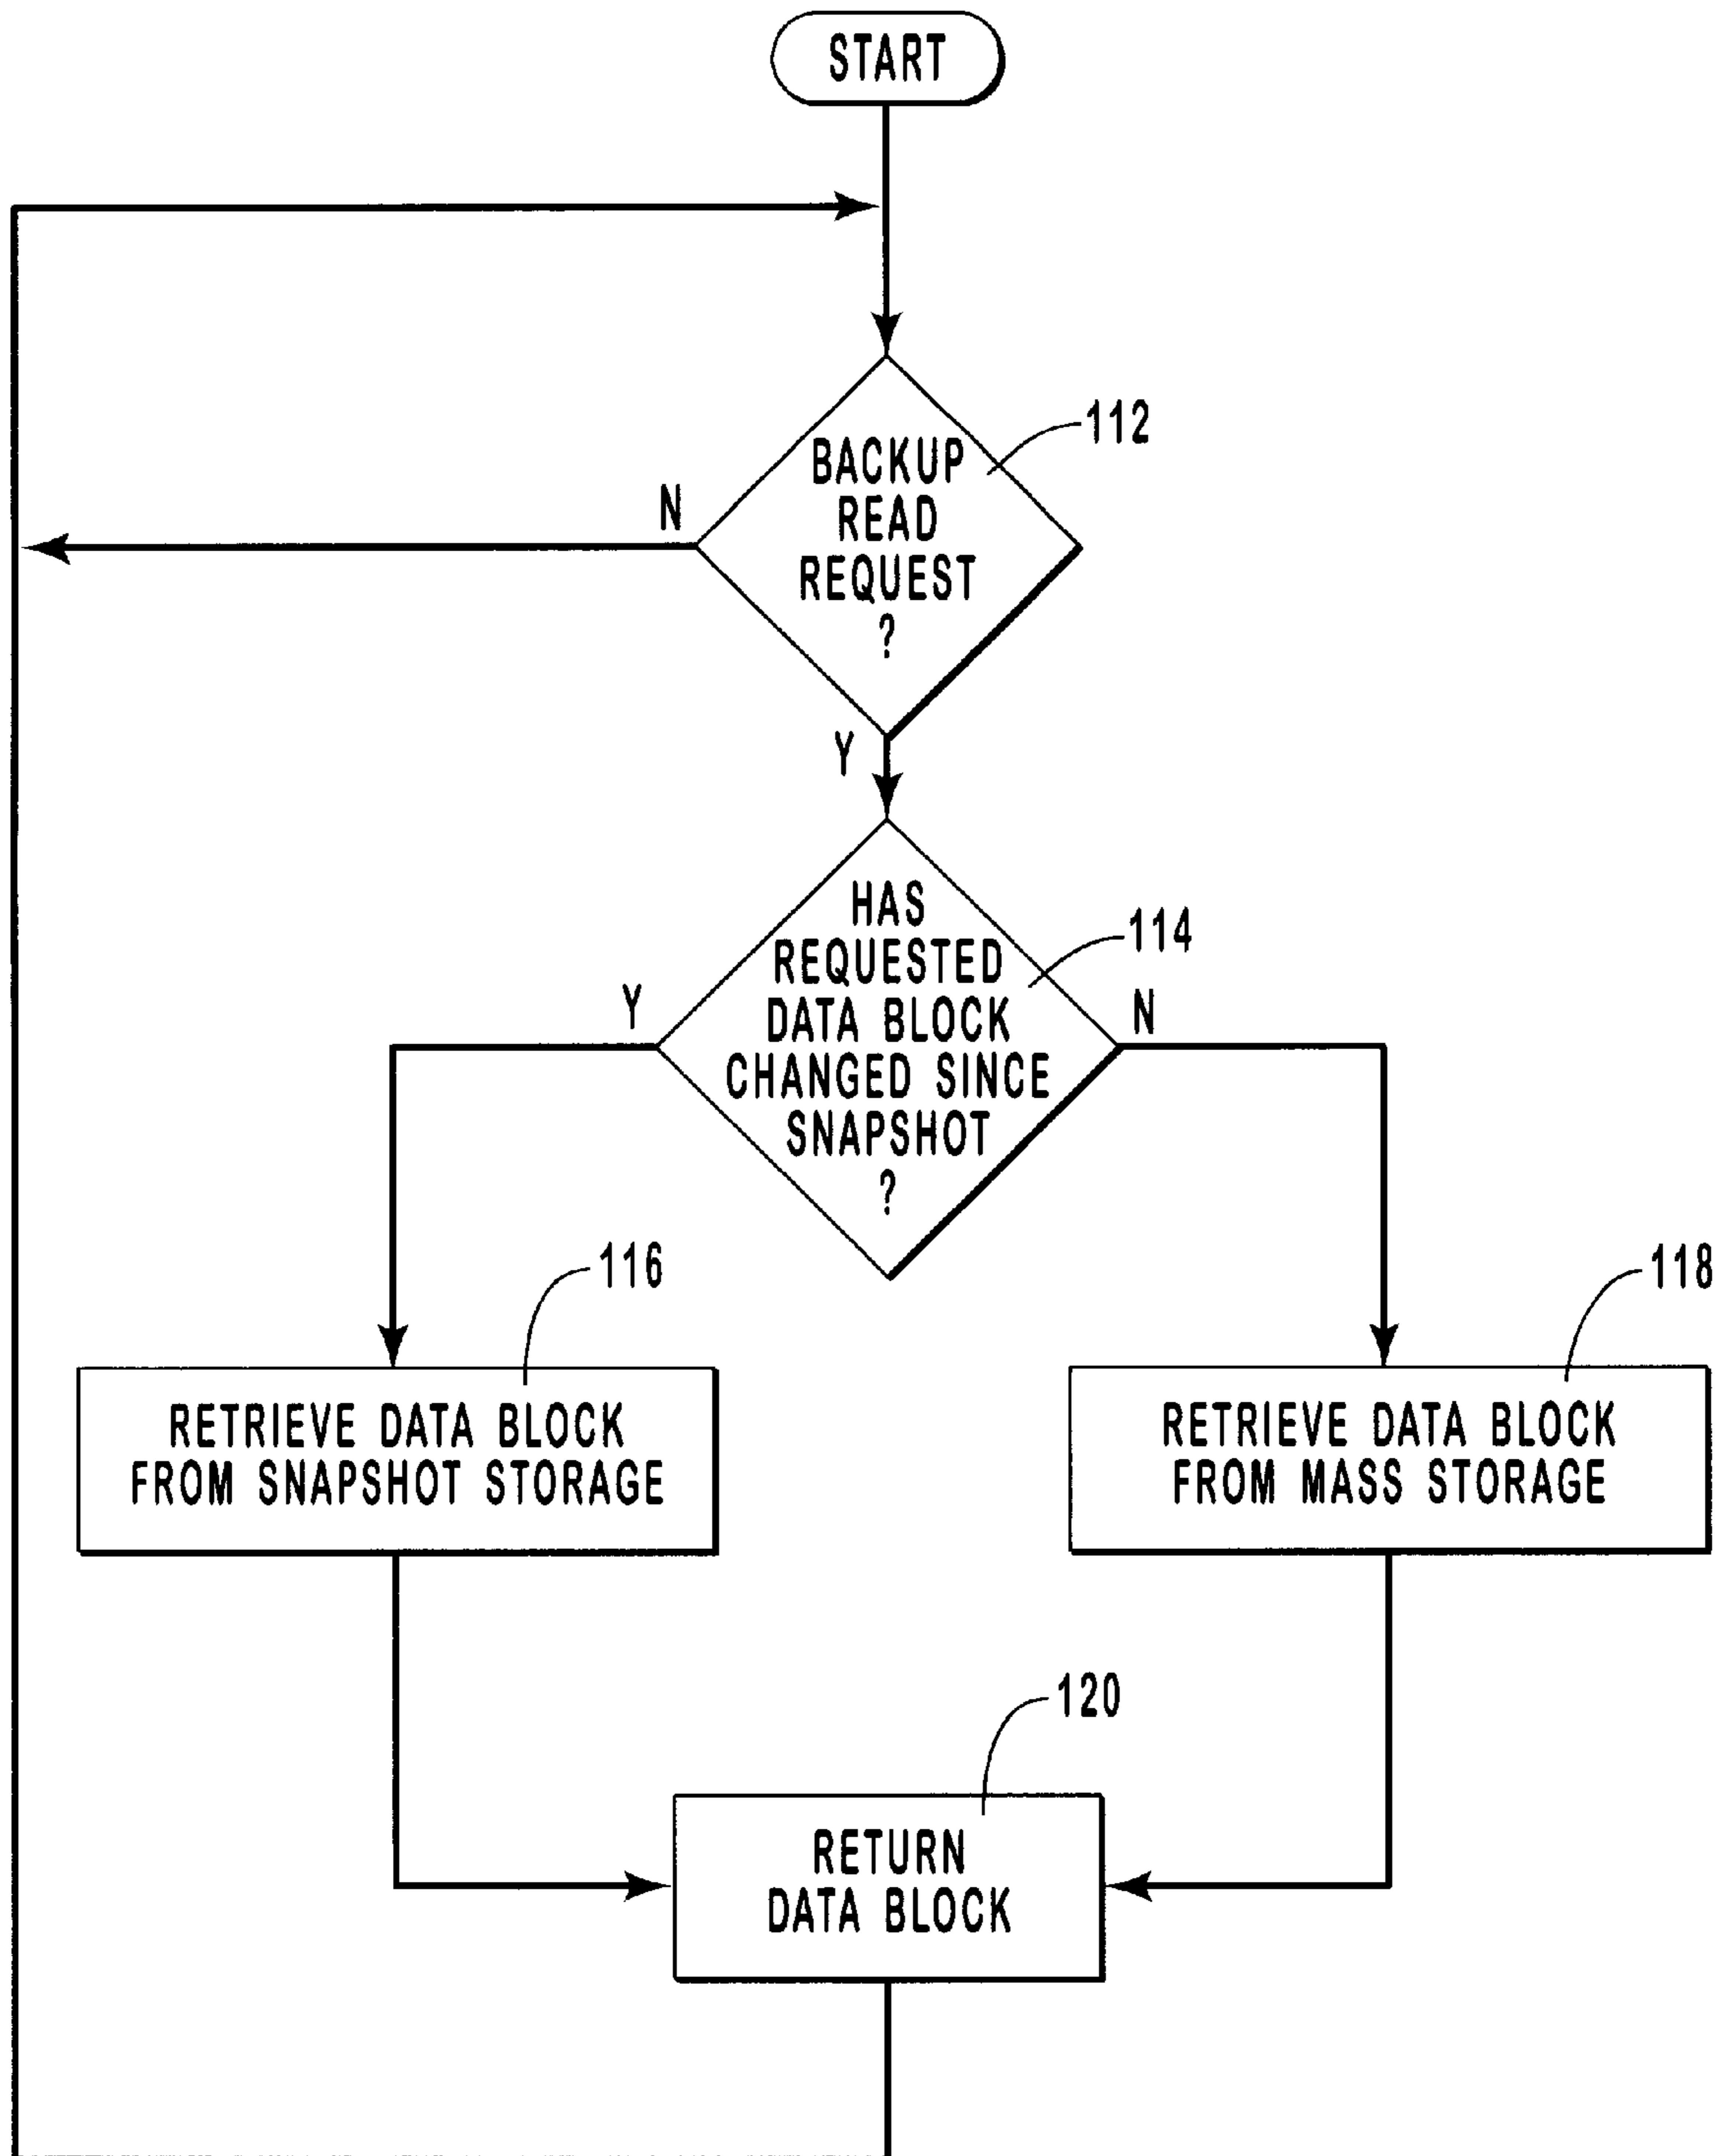 START
112
BACKUP
READ
REQUEST
?
N
Y
HAS
REQUESTED
DATA BLOCK
CHANGED SINCE
SNAPSHOT
?
114
Y
N
116
RETRIEVE DATA BLOCK
FROM SNAPSHOT STORAGE
118
RETRIEVE DATA BLOCK
FROM MASS STORAGE
120
RETURN
DATA BLOCK